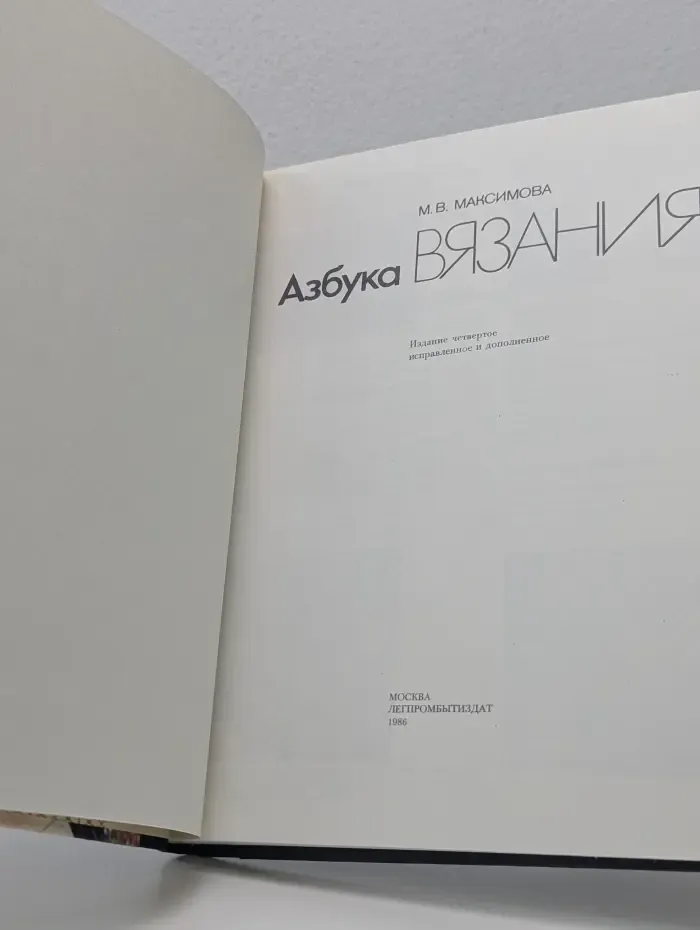 М. В. МАКСИМОВА
Азбука ВЯЗАНИЯ
Издание четвертое
исправленное и дополненное
МОСКВА
ЛЕГПРОМБЫТИЗДАТ
1986